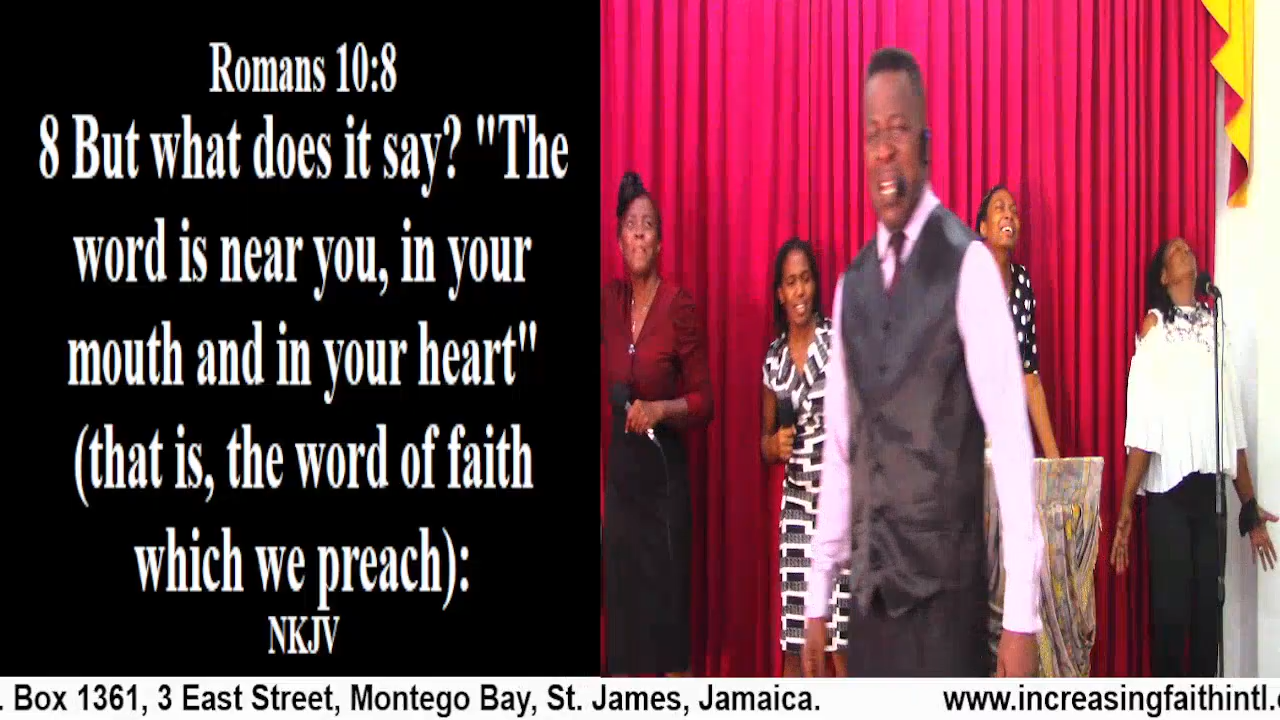 Romans 10:8
8 But what does it say? "The
word is near you, in your
mouth and in your heart"
(that is, the word of faith
which we preach):
NKJV
. Box 1361, 3 East Street, Montego Bay, St. James, Jamaica. www.increasingfaithintl.